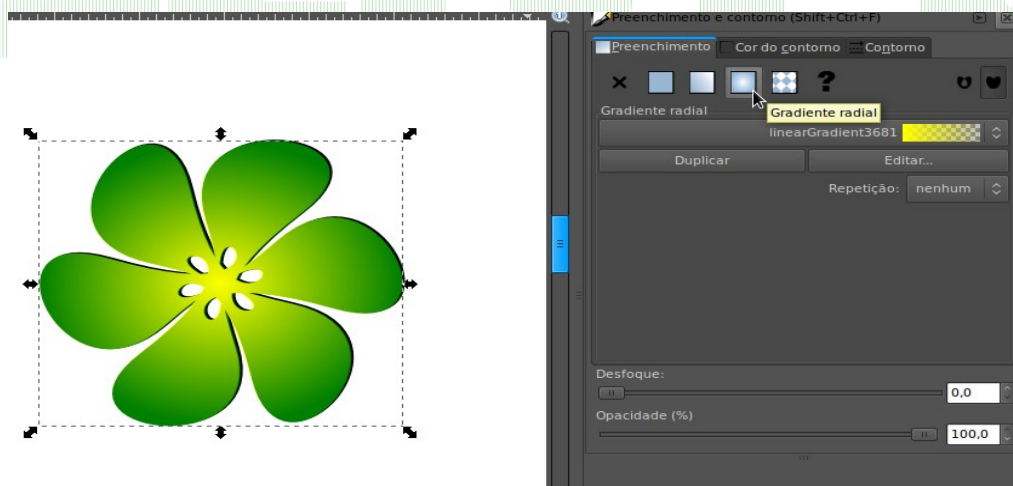 Preenchimento e contorno (Shift+Ctrl+F)
Preenchimento Cor do contorno Contorno
Gradiente radial
Gradiente radial
linearGradient3681
Duplicar Editar...
Repetição: nenhum
Desfoque:
0,0
Opacidade (%)
100,0